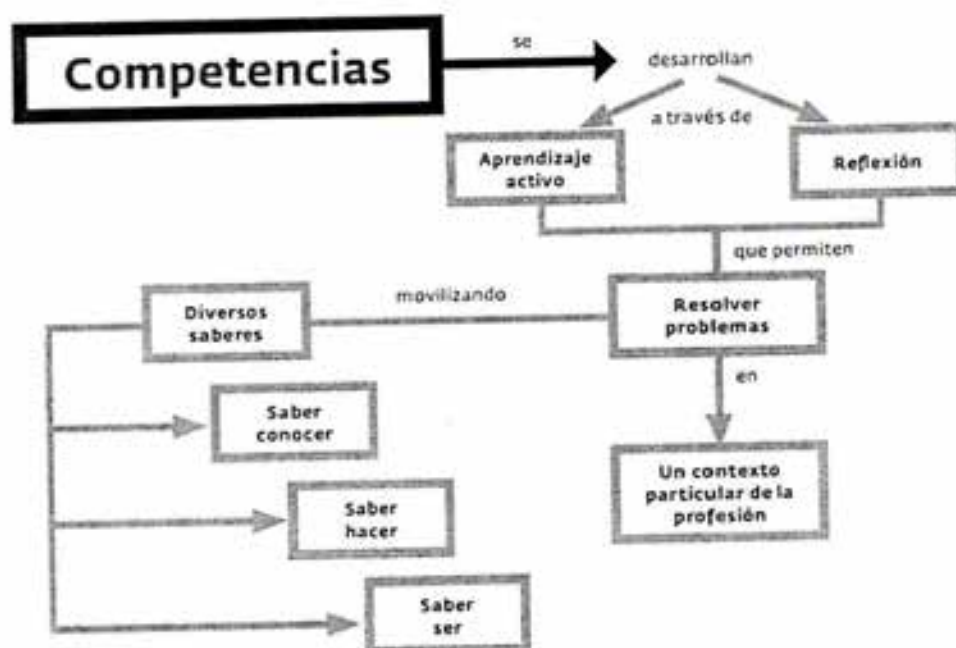 Competencias
se
desarrollan
a través de
Aprendizaje
activo
Reflexión
que permiten
Diversos
saberes
movilizando
Resolver
problemas
en
Saber
conocer
Un contexto
particular de la
profesión
Saber
hacer
Saber
ser